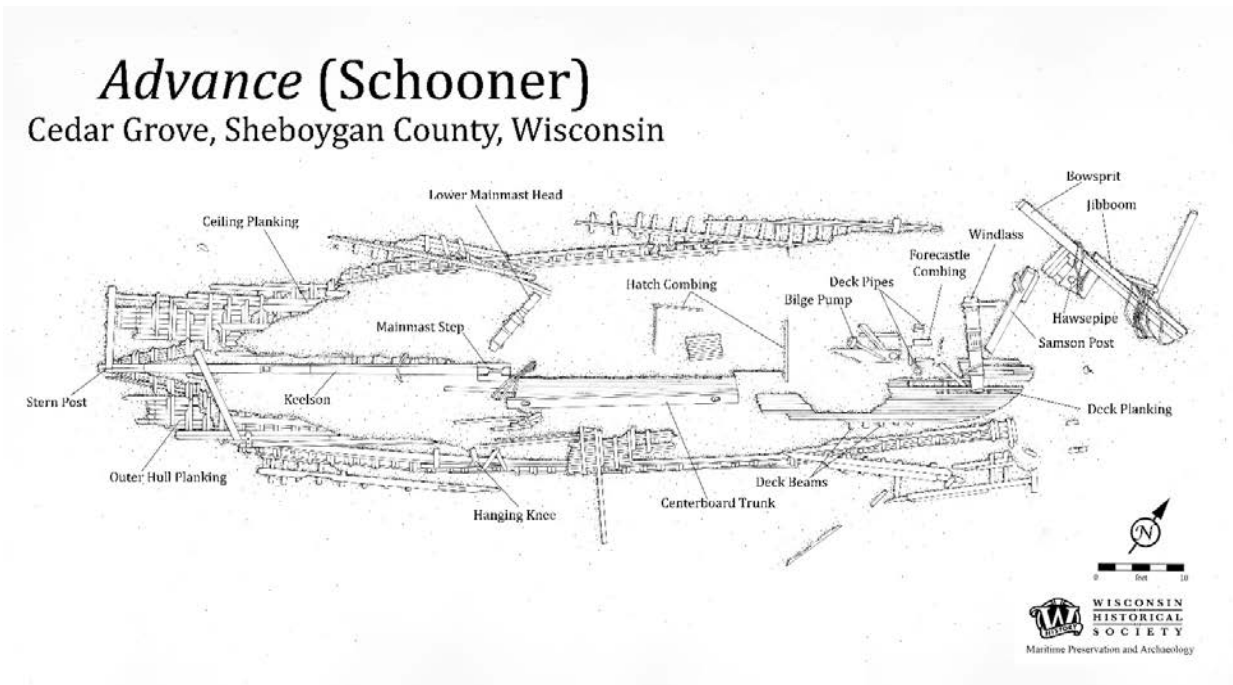 Advance (Schooner)
Cedar Grove, Sheboygan County, Wisconsin
Bowsprit
Lower Mainmast Head
Jibboom
Ceiling Planking
Windlass
Forecastle
Combing
Hatch Combing
Deck Pipes
Bilge Pump
Hawsepipe
Mainmast Step
Samson Post
Stern Post
Keelson
Deck Planking
Outer Hull Planking
Deck Beams
Centerboard Trunk
Hanging Knee
N
0 feet 10
W
HISTORY
WISCONSIN
HISTORICAL
SOCIETY
Maritime Preservation and Archaeology